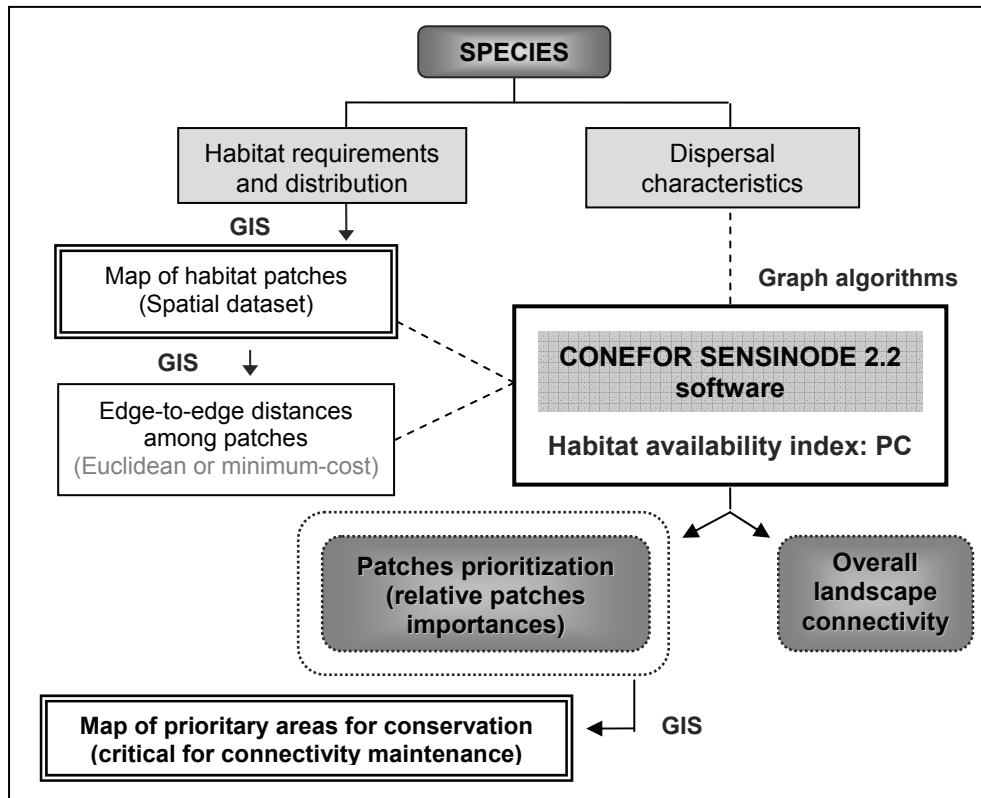 SPECIES
Habitat requirements
and distribution
Dispersal
characteristics
GIS
Map of habitat patches
(Spatial dataset)
Graph algorithms
GIS
CONEFOR SENSINODE 2.2
software
Edge-to-edge distances
among patches
(Euclidean or minimum-cost)
Habitat availability index: PC
Patches prioritization
(relative patches
importances)
Overall
landscape
connectivity
Map of prioritary areas for conservation
(critical for connectivity maintenance)
GIS